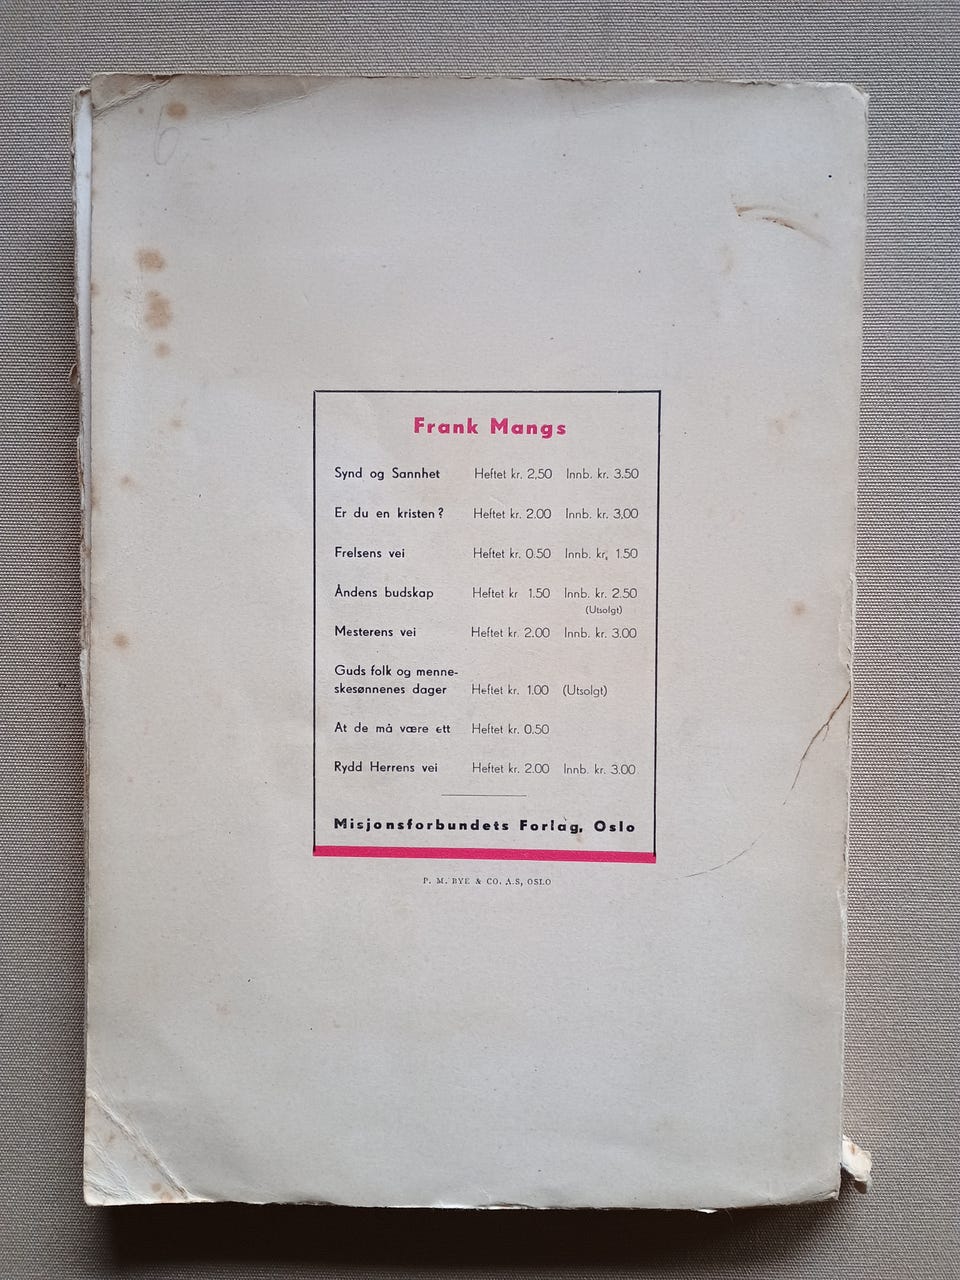 6,-
Frank Mangs
Synd og Sannhet Heftet kr. 2,50 Innb. kr. 3.50
Er du en kristen? Heftet kr. 2.00 Innb. kr. 3,00
Frelsens vei Heftet kr. 0.50 Innb. kr. 1.50
Åndens budskap Heftet kr 1.50 Innb. kr. 2.50
(Utsolgt)
Mesterens vei Heftet kr. 2.00 Innb. kr. 3.00
Guds folk og menne-
skesønnenes dager Heftet kr. 1.00 (Utsolgt)
At de må være ett Heftet kr. 0.50
Rydd Herrens vei Heftet kr. 2.00 Innb. kr. 3.00
Misjonsforbundets Forlag, Oslo
P. M. BYE & CO. A.S, OSLO